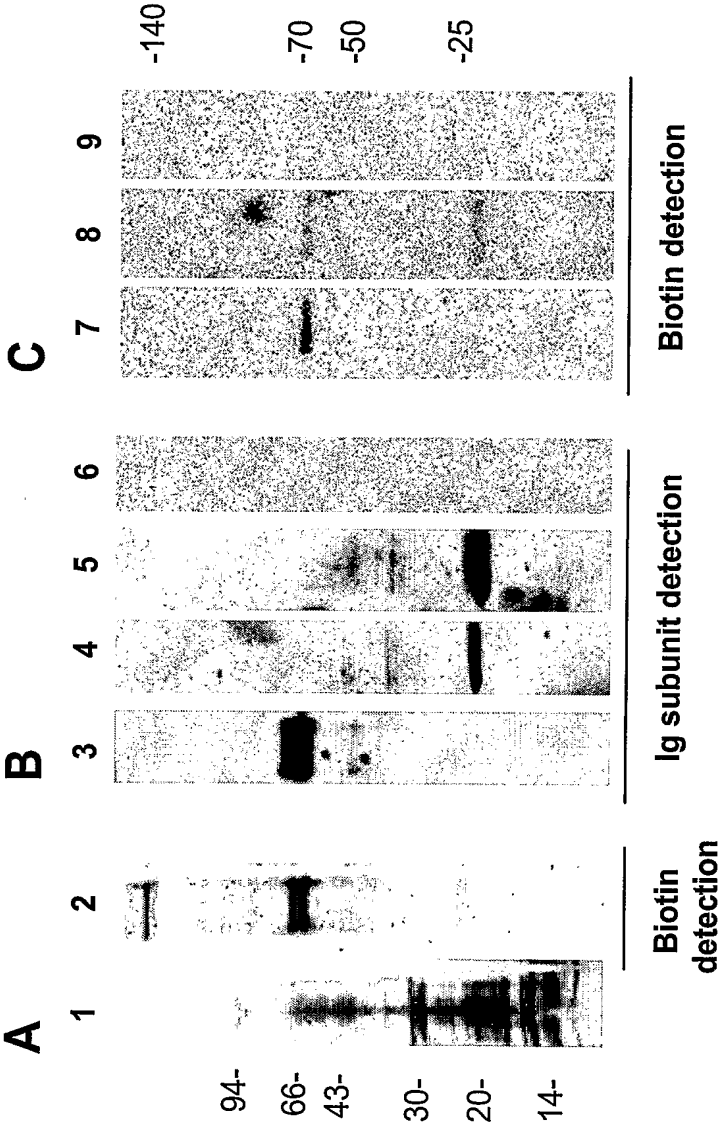 A
B
C
1
2
3
4
5
6
7
8
9
94-
66-
43-
30-
20-
14-
-140
-70
-50
-25
Biotin
detection
Ig subunit detection
Biotin detection